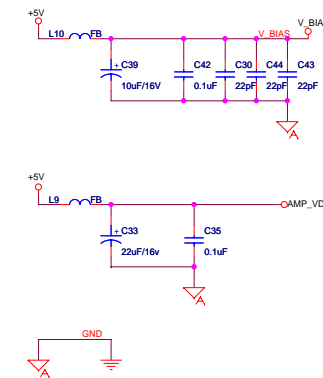 +5V
V_BIA
L10
FB
V_BIAS
+ C39
C42
C30
C44
C43
10uF/16V
0.1uF
22pF
22pF
22pF
A
+5V
L9
FB
AMP_VD
+ C33
C35
22uF/16v
0.1uF
A
GND
A